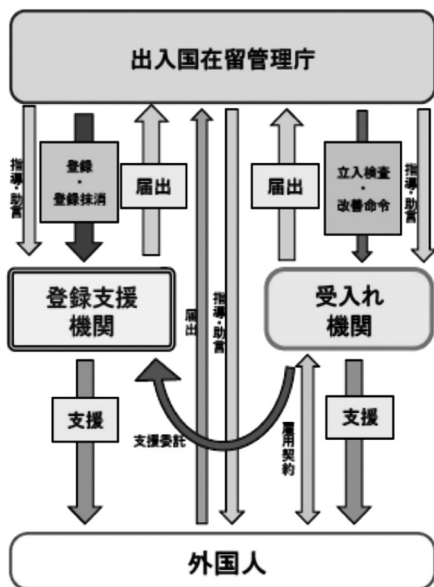 出入国在留管理庁
指導・助言
登録
・
登録抹消
届出
届出
立入検査
・
改善命令
指導・助言
登録支援
機関
届出
指導・助言
受入れ
機関
支援
支援委託
雇用契約
支援
外国人